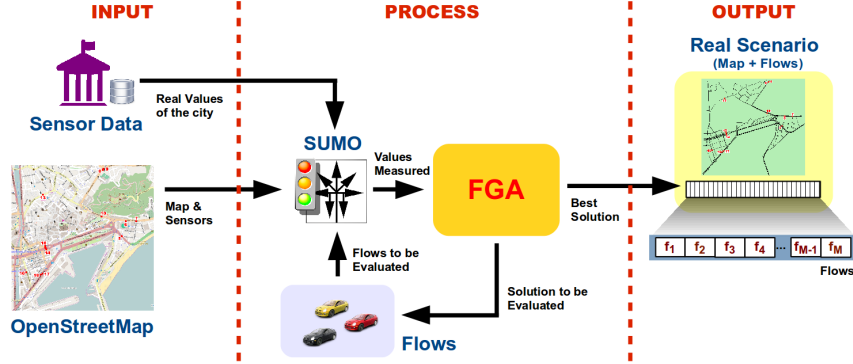 INPUT
PROCESS
OUTPUT
Sensor Data
Real Values
of the city
OpenStreetMap
Map &
Sensors
SUMO
Values
Measured
FGA
Flows to be
Evaluated
Solution to be
Evaluated
Flows
Best
Solution
Real Scenario
(Map + Flows)
f1 f2 f3 f4 ... fM-1 fM
Flows